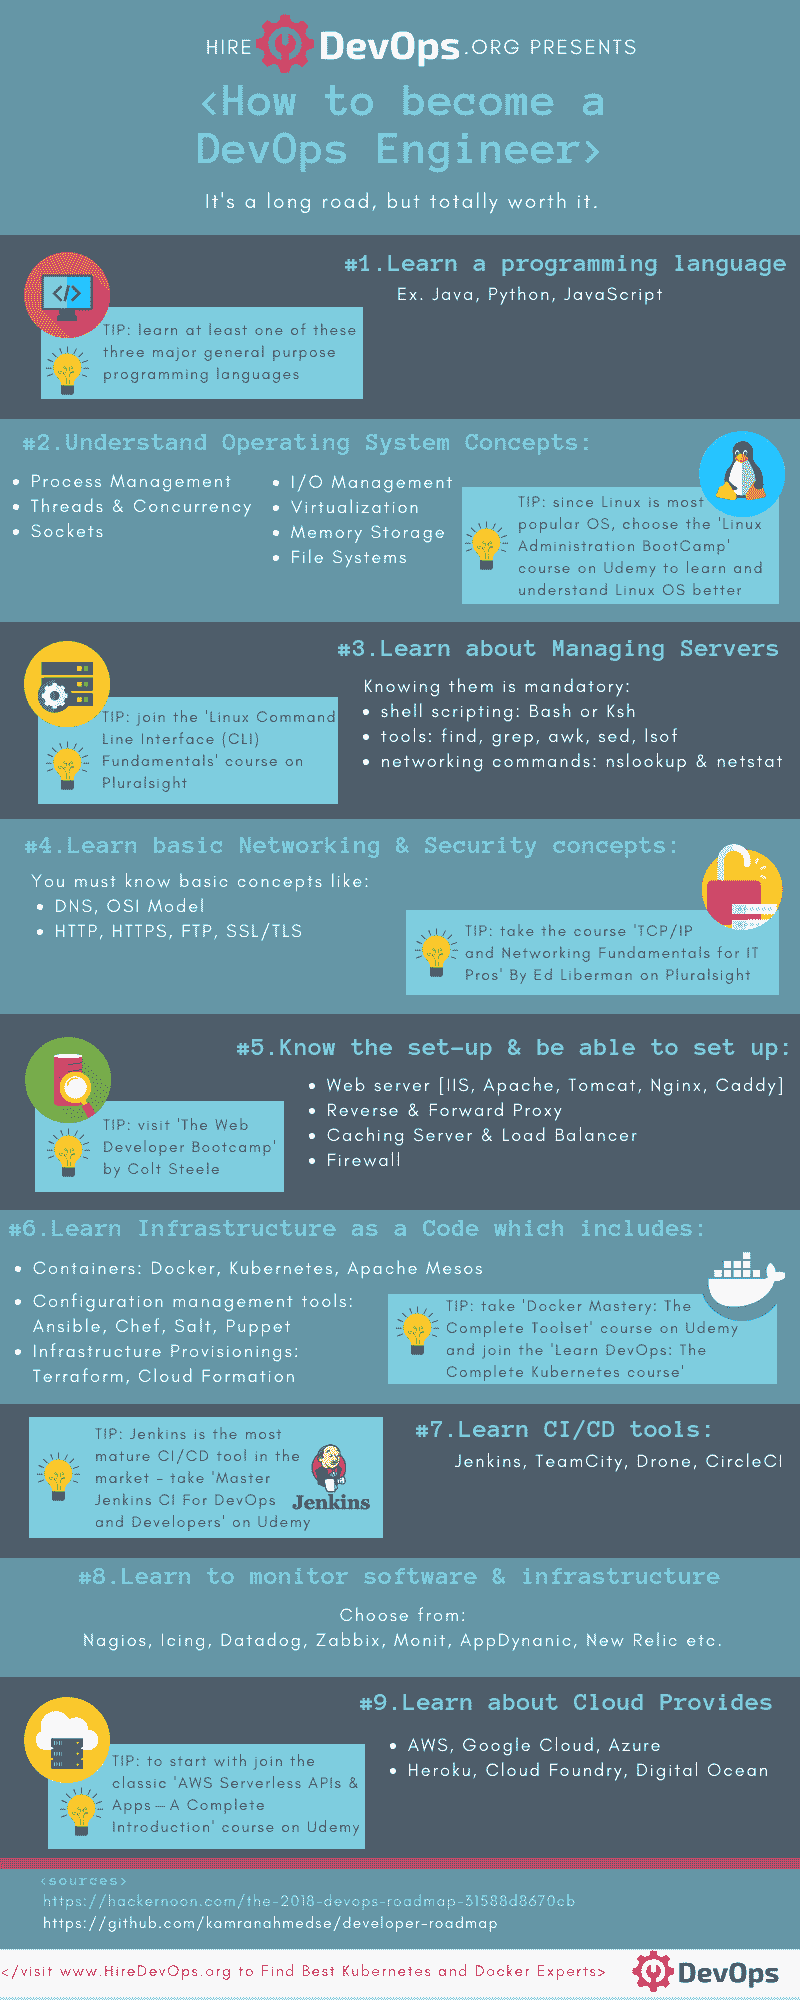 HIRE DevOps.ORG PRESENTS
<How to become a
DevOps Engineer>
It's a long road, but totally worth it.
#1.Learn a programming language
Ex. Java, Python, JavaScript
TIP: learn at least one of these
three major general purpose
programming languages
#2.Understand Operating System Concepts:
• Process Management
• Threads & Concurrency
• Sockets
• I/O Management
• Virtualization
• Memory Storage
• File Systems
TIP: since Linux is most
popular OS, choose the 'Linux
Administration BootCamp'
course on Udemy to learn and
understand Linux OS better
#3.Learn about Managing Servers
Knowing them is mandatory:
• shell scripting: Bash or Ksh
• tools: find, grep, awk, sed, lsof
• networking commands: nslookup & netstat
TIP: join the 'Linux Command
Line Interface (CLI)
Fundamentals' course on
Pluralsight
#4.Learn basic Networking & Security concepts:
You must know basic concepts like:
• DNS, OSI Model
• HTTP, HTTPS, FTP, SSL/TLS
TIP: take the course 'TCP/IP
and Networking Fundamentals for IT
Pros' By Ed Liberman on Pluralsight
#5.Know the set-up & be able to set up:
• Web server [IIS, Apache, Tomcat, Nginx, Caddy]
• Reverse & Forward Proxy
• Caching Server & Load Balancer
• Firewall
TIP: visit 'The Web
Developer Bootcamp'
by Colt Steele
#6.Learn Infrastructure as a Code which includes:
• Containers: Docker, Kubernetes, Apache Mesos
• Configuration management tools:
Ansible, Chef, Salt, Puppet
• Infrastructure Provisionings:
Terraform, Cloud Formation
TIP: take 'Docker Mastery: The
Complete Toolset' course on Udemy
and join the 'Learn DevOps: The
Complete Kubernetes course'
#7.Learn CI/CD tools:
Jenkins, TeamCity, Drone, CircleCI
TIP: Jenkins is the most
mature CI/CD tool in the
market - take 'Master
Jenkins CI For DevOps
and Developers' on Udemy
Jenkins
#8.Learn to monitor software & infrastructure
Choose from:
Nagios, Icing, Datadog, Zabbix, Monit, AppDynanic, New Relic etc.
#9.Learn about Cloud Provides
• AWS, Google Cloud, Azure
• Heroku, Cloud Foundry, Digital Ocean
TIP: to start with join the
classic 'AWS Serverless APIs &
Apps — A Complete
Introduction' course on Udemy
<sources>
https://hackernoon.com/the-2018-devops-roadmap-31588d8670cb
https://github.com/kamranahmedse/developer-roadmap
</visit www.HireDevOps.org to Find Best Kubernetes and Docker Experts>
DevOps